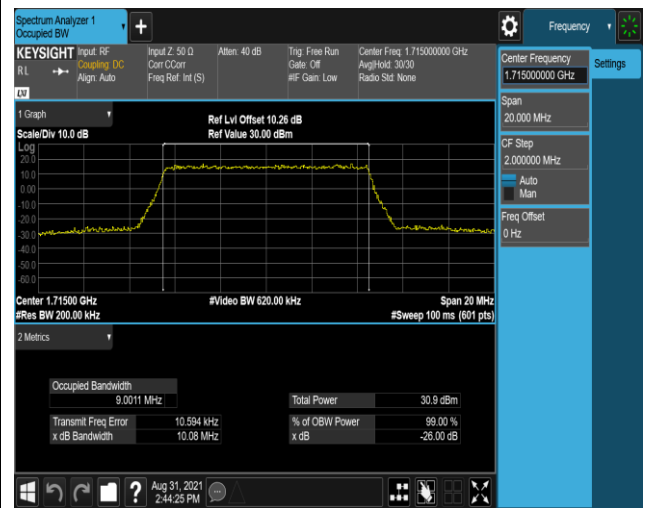 Spectrum Analyzer 1
Occupied BW
Frequency
KEYSIGHT
RL
LXI
Input: RF
Coupling: DC
Align: Auto
Input Z: 50 Ω
Corr CCorr
Freq Ref: Int (S)
Atten: 40 dB
Trig: Free Run
Gate: Off
#IF Gain: Low
Center Freq: 1.715000000 GHz
Avg|Hold: 30/30
Radio Std: None
Center Frequency
1.715000000 GHz
Settings
Span
20.000 MHz
CF Step
2.000000 MHz
Auto
Man
Freq Offset
0 Hz
1 Graph
Scale/Div 10.0 dB
Ref Lvl Offset 10.26 dB
Ref Value 30.00 dBm
Log
20.0
10.0
0.00
-10.0
-20.0
-30.0
-40.0
-50.0
-60.0
Center 1.71500 GHz
#Res BW 200.00 kHz
#Video BW 620.00 kHz
Span 20 MHz
#Sweep 100 ms (601 pts)
2 Metrics
Occupied Bandwidth
9.0011 MHz
Total Power 30.9 dBm
Transmit Freq Error 10.594 kHz
% of OBW Power 99.00 %
x dB Bandwidth 10.08 MHz
x dB -26.00 dB
?
Aug 31, 2021
2:44:25 PM